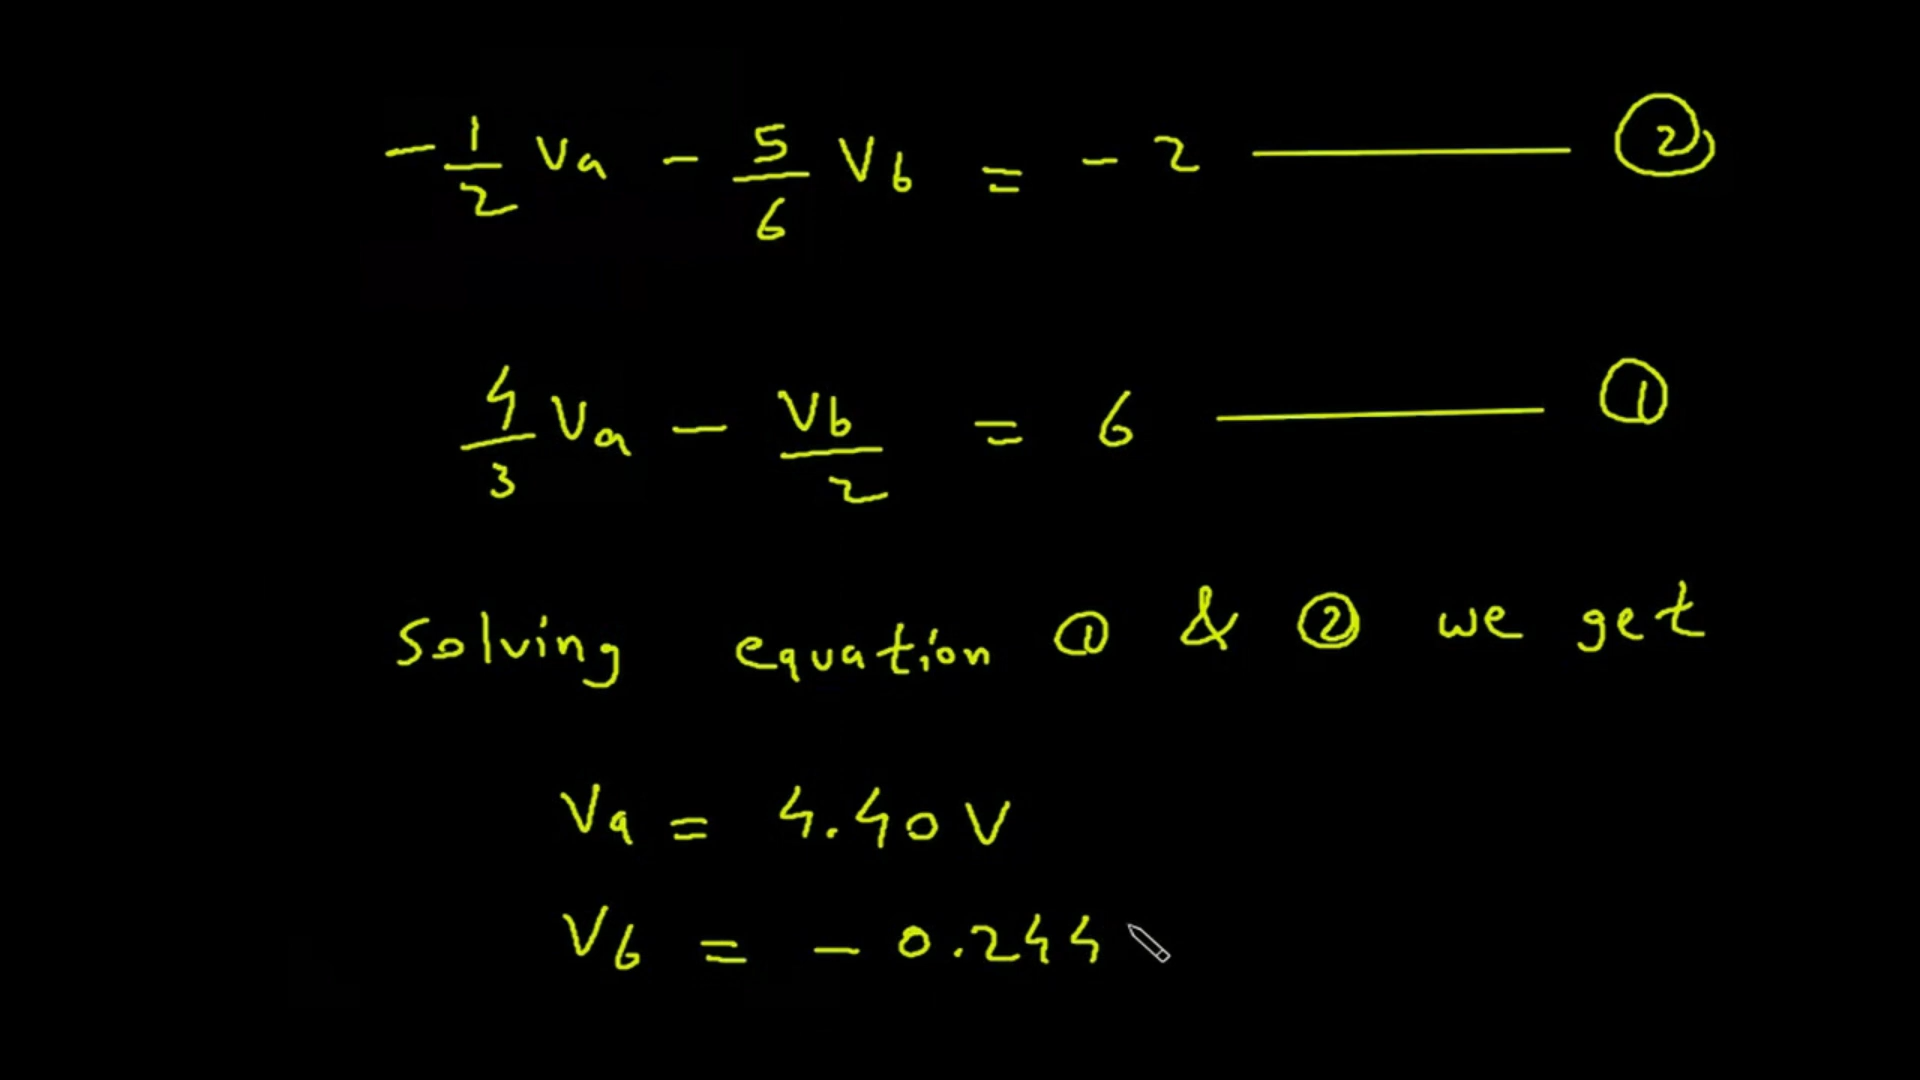 -1/2 Va - 5/6 Vb = -2 ——— ②
4/3 Va - Vb/2 = 6 ——— ①
Solving equation ① & ② we get
Va = 4.40 V
Vb = - 0.244